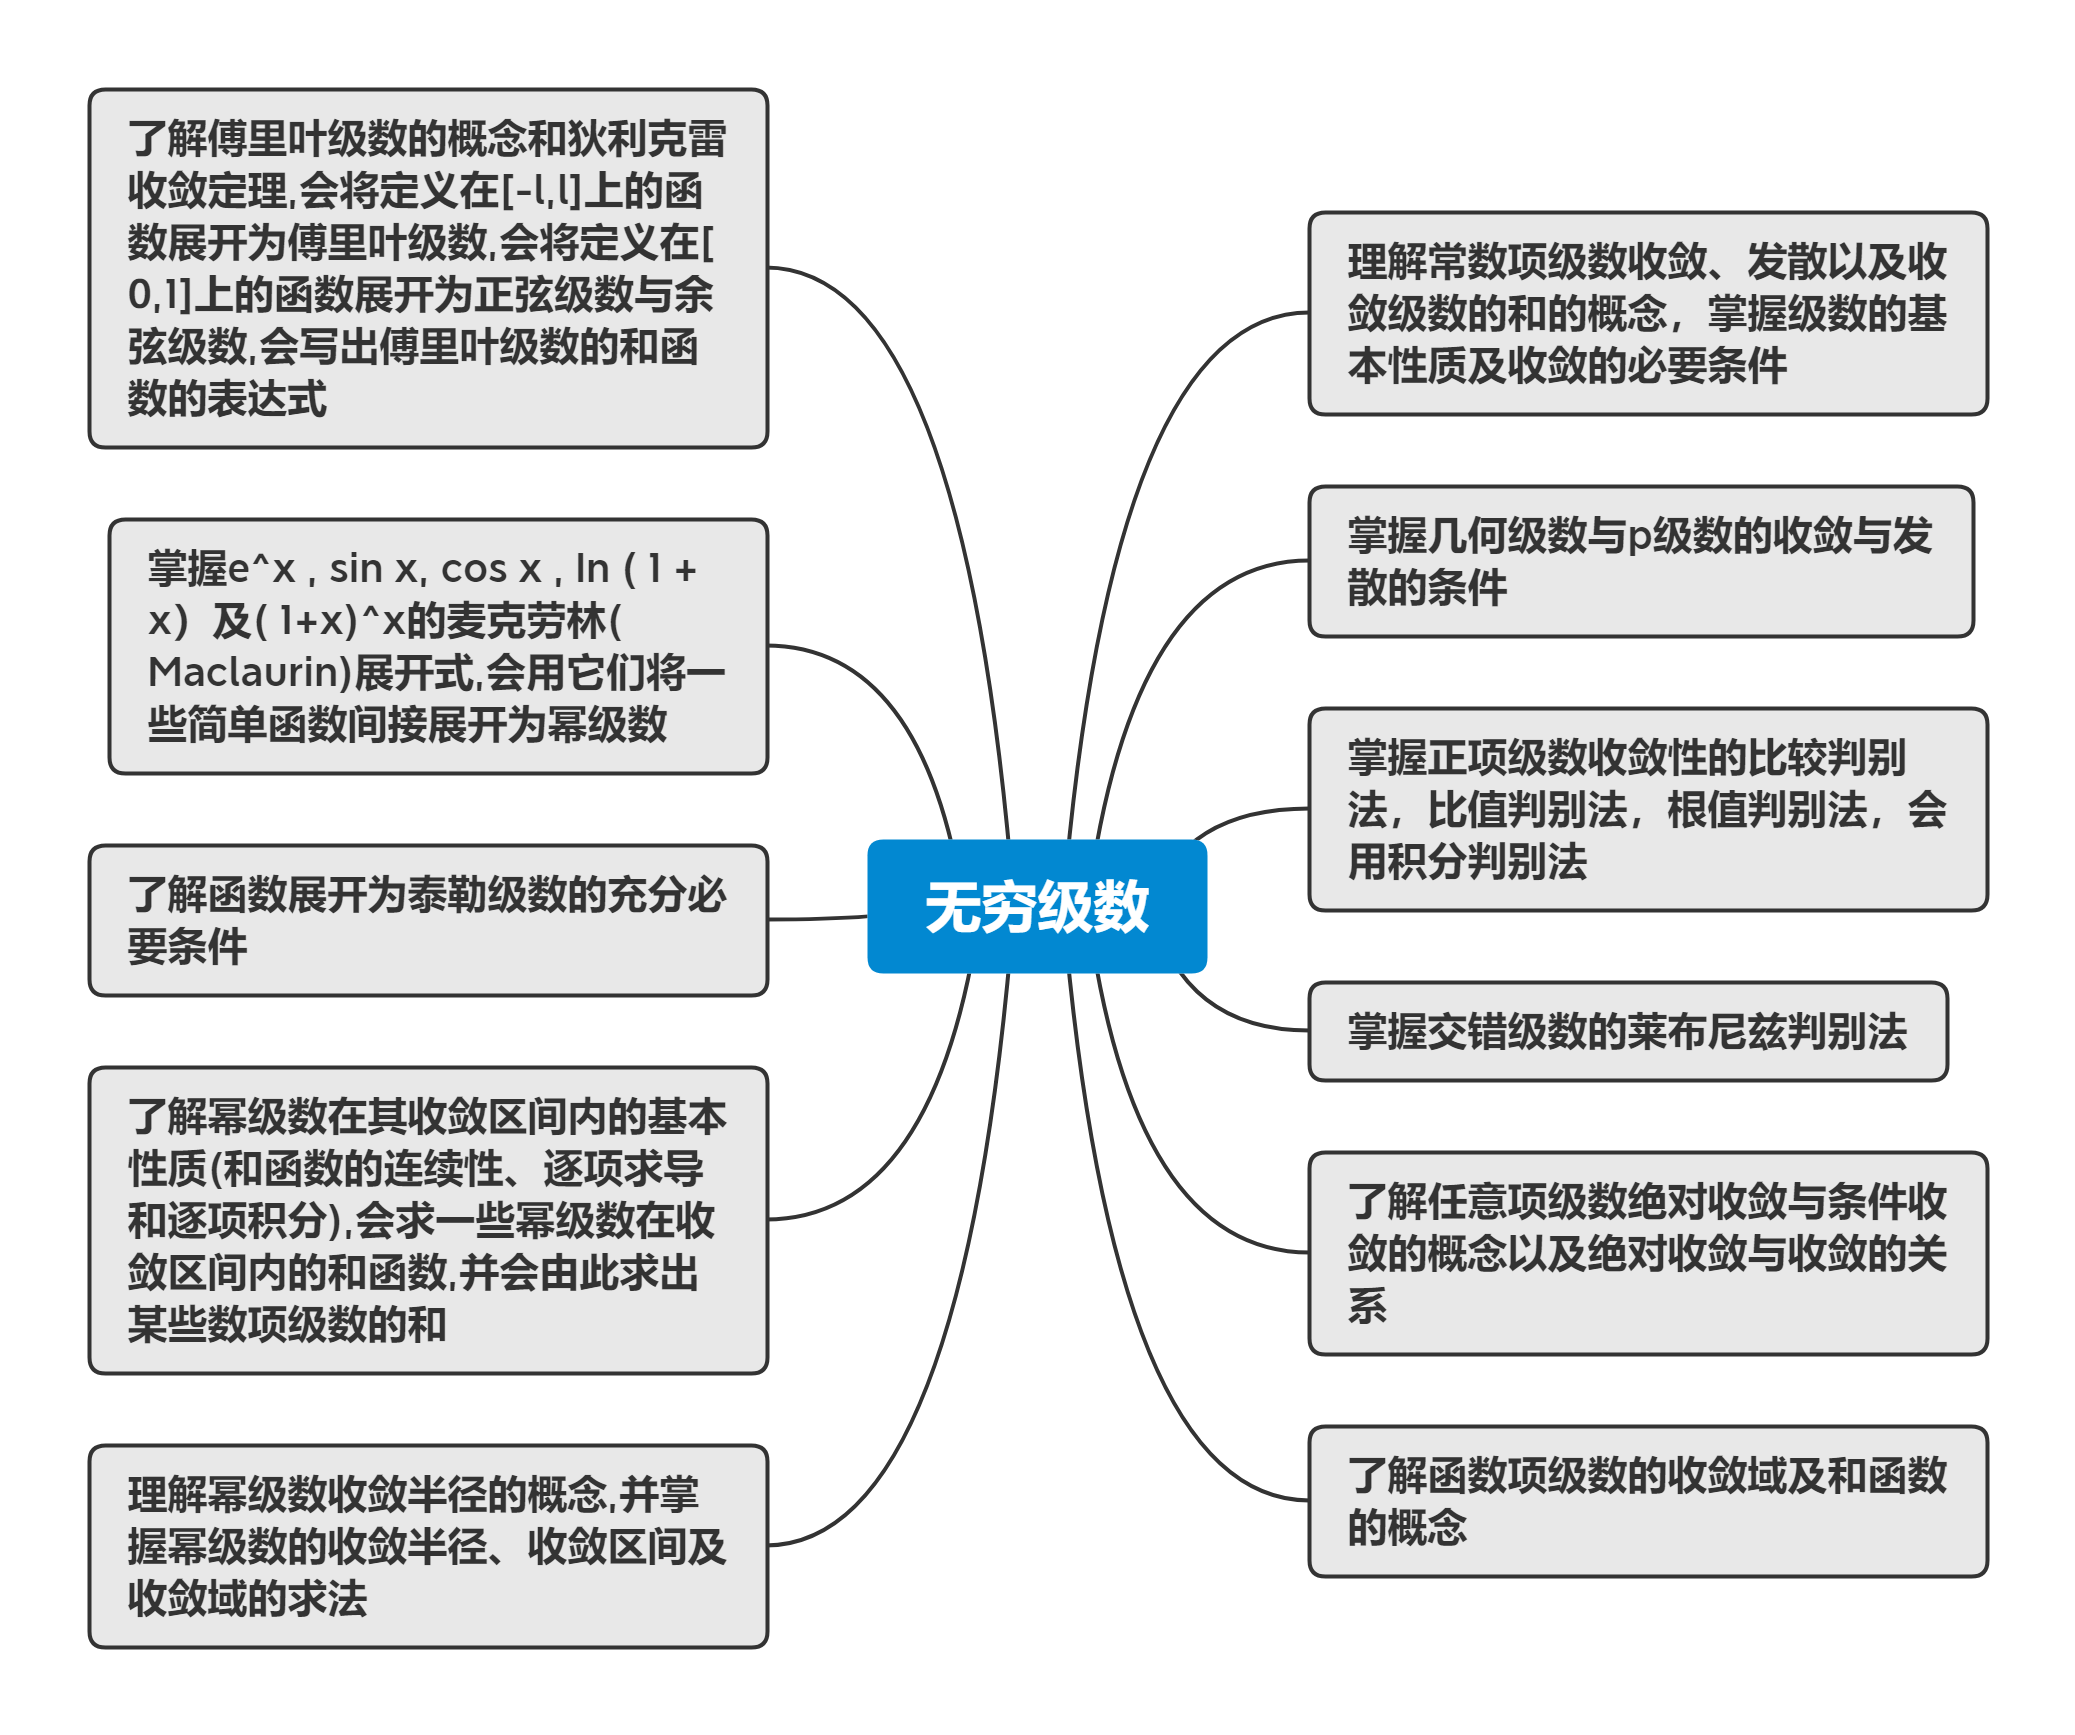 了解傅里叶级数的概念和狄利克雷
收敛定理,会将定义在[-l,l]上的函
数展开为傅里叶级数,会将定义在[
0,1]上的函数展开为正弦级数与余
弦级数,会写出傅里叶级数的和函
数的表达式
掌握e^x , sin x, cos x , In ( 1 +
x）及( 1+x)^x的麦克劳林(
Maclaurin)展开式,会用它们将一
些简单函数间接展开为幂级数
了解函数展开为泰勒级数的充分必
要条件
了解幂级数在其收敛区间内的基本
性质(和函数的连续性、逐项求导
和逐项积分),会求一些幂级数在收
敛区间内的和函数,并会由此求出
某些数项级数的和
理解幂级数收敛半径的概念,并掌
握幂级数的收敛半径、收敛区间及
收敛域的求法
无穷级数
理解常数项级数收敛、发散以及收
敛级数的和的概念，掌握级数的基
本性质及收敛的必要条件
掌握几何级数与p级数的收敛与发
散的条件
掌握正项级数收敛性的比较判别
法，比值判别法，根值判别法，会
用积分判别法
掌握交错级数的莱布尼兹判别法
了解任意项级数绝对收敛与条件收
敛的概念以及绝对收敛与收敛的关
系
了解函数项级数的收敛域及和函数
的概念